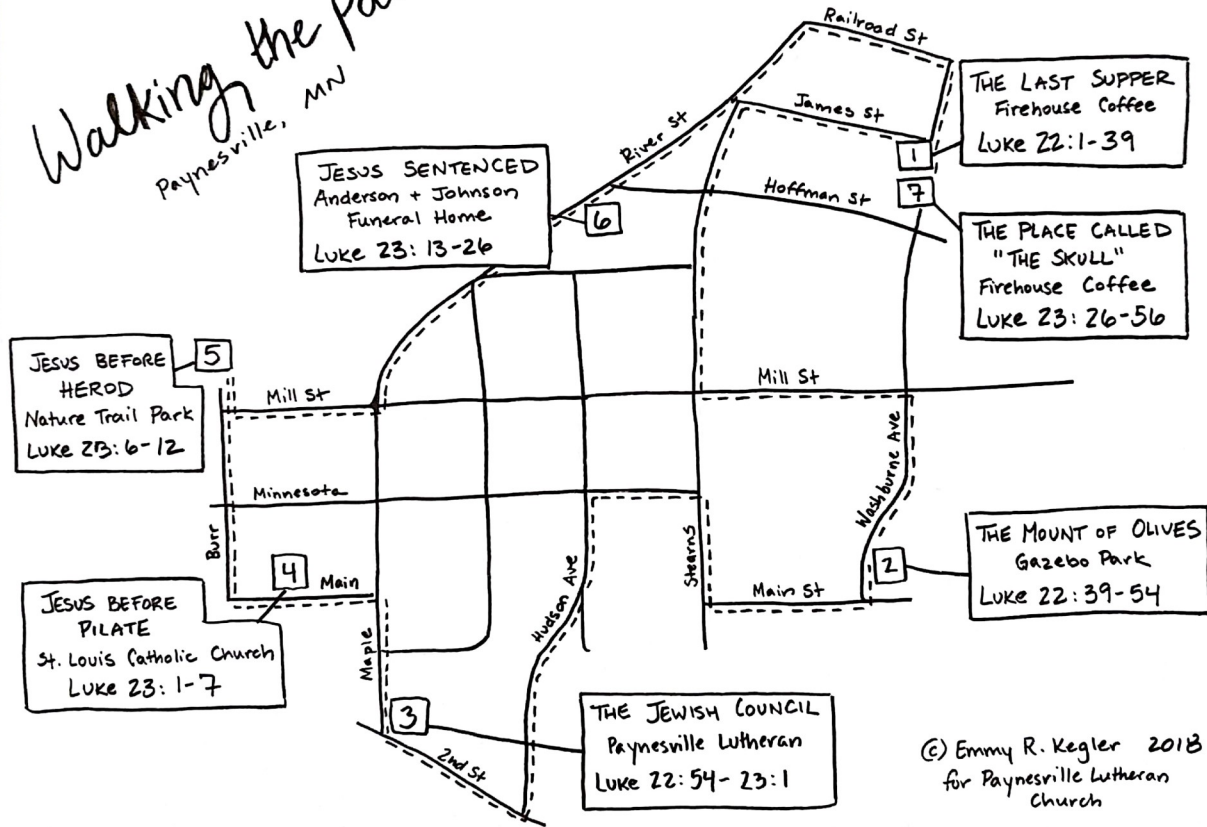 Walking the
Paynesville, MN
Railroad St
THE LAST SUPPER
Firehouse Coffee
Luke 22:1-39
James St
River St
1
JESUS SENTENCED
Anderson + Johnson
Funeral Home
Luke 23:13-26
6
Hoffman St
7
THE PLACE CALLED
"THE SKULL"
Firehouse Coffee
Luke 23:26-56
JESUS BEFORE
HEROD
Nature Trail Park
Luke 23:6-12
5
Mill St
Mill St
Minnesota
Burr
Washburne Ave
THE MOUNT OF OLIVES
Gazebo Park
Luke 22:39-54
2
4
Main
Stearns
Main St
Hudson Ave
JESUS BEFORE
PILATE
St. Louis Catholic Church
Luke 23:1-7
Maple
3
2nd St
THE JEWISH COUNCIL
Paynesville Lutheran
Luke 22:54-23:1
(c) Emmy R. Kegler 2018
for Paynesville Lutheran
Church